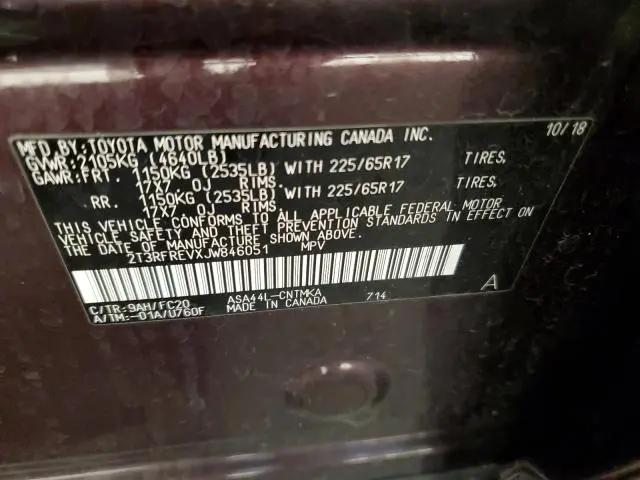 MFD.BY:TOYOTA MOTOR MANUFACTURING CANADA INC. 10/18
GVWR:2105KG (4640LB)
GAWR:FRT. 1150KG (2535LB) WITH 225/65R17 TIRES,
17X7.0J RIMS.
RR. 1150KG (2535LB) WITH 225/65R17 TIRES,
17X7.0J RIMS.
THIS VEHICLE CONFORMS TO ALL APPLICABLE FEDERAL MOTOR
VEHICLE SAFETY AND THEFT PREVENTION STANDARDS IN EFFECT ON
THE DATE OF MANUFACTURE SHOWN ABOVE.
2T3RFREVXJW846051 MPV
A
C/TR:9AH/FC20 ASA44L-CNTMKA 714
A/TM:-01A/U760F MADE IN CANADA